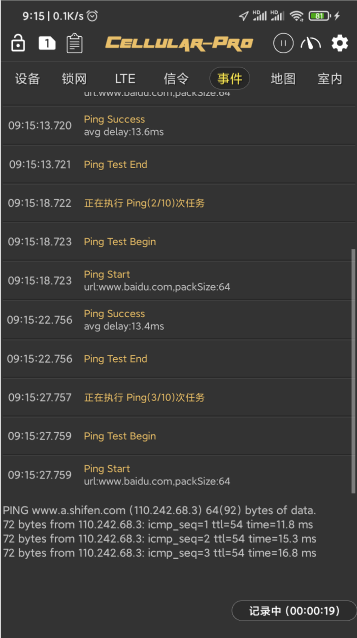 9:15 | 0.1K/s
HD HD 81
1 CELLULAR-PRO
设备 锁网 LTE 信令 事件 地图 室内
url:www.baidu.com,packSize:64
09:15:13.720 Ping Success
avg delay:13.6ms
09:15:13.721 Ping Test End
09:15:18.722 正在执行 Ping(2/10)次任务
09:15:18.723 Ping Test Begin
09:15:18.723 Ping Start
url:www.baidu.com,packSize:64
09:15:22.756 Ping Success
avg delay:13.4ms
09:15:22.756 Ping Test End
09:15:27.757 正在执行 Ping(3/10)次任务
09:15:27.759 Ping Test Begin
09:15:27.759 Ping Start
url:www.baidu.com,packSize:64
PING www.a.shifen.com (110.242.68.3) 64(92) bytes of data.
72 bytes from 110.242.68.3: icmp_seq=1 ttl=54 time=11.8 ms
72 bytes from 110.242.68.3: icmp_seq=2 ttl=54 time=15.3 ms
72 bytes from 110.242.68.3: icmp_seq=3 ttl=54 time=16.8 ms
记录中 (00:00:19)